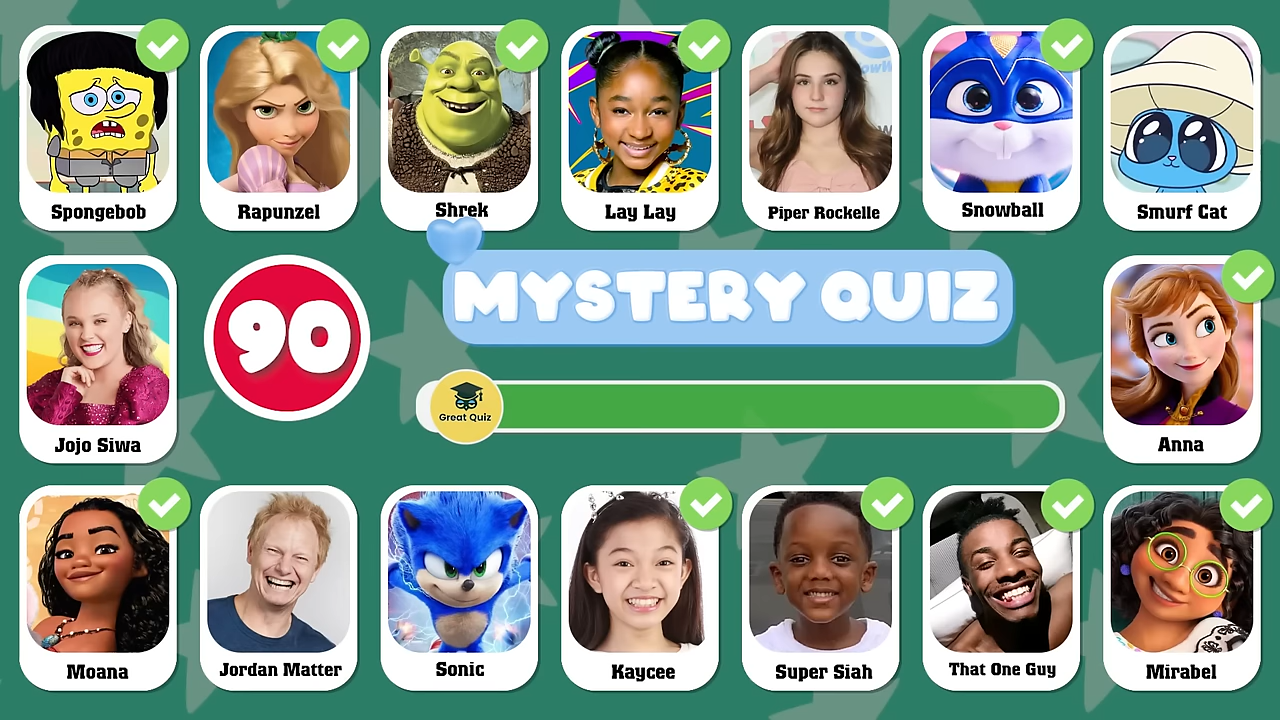 Spongebob
Rapunzel
Shrek
Lay Lay
Piper Rockelle
Snowball
Smurf Cat
Jojo Siwa
90
MYSTERY QUIZ
Great Quiz
Anna
Moana
Jordan Matter
Sonic
Kaycee
Super Siah
That One Guy
Mirabel